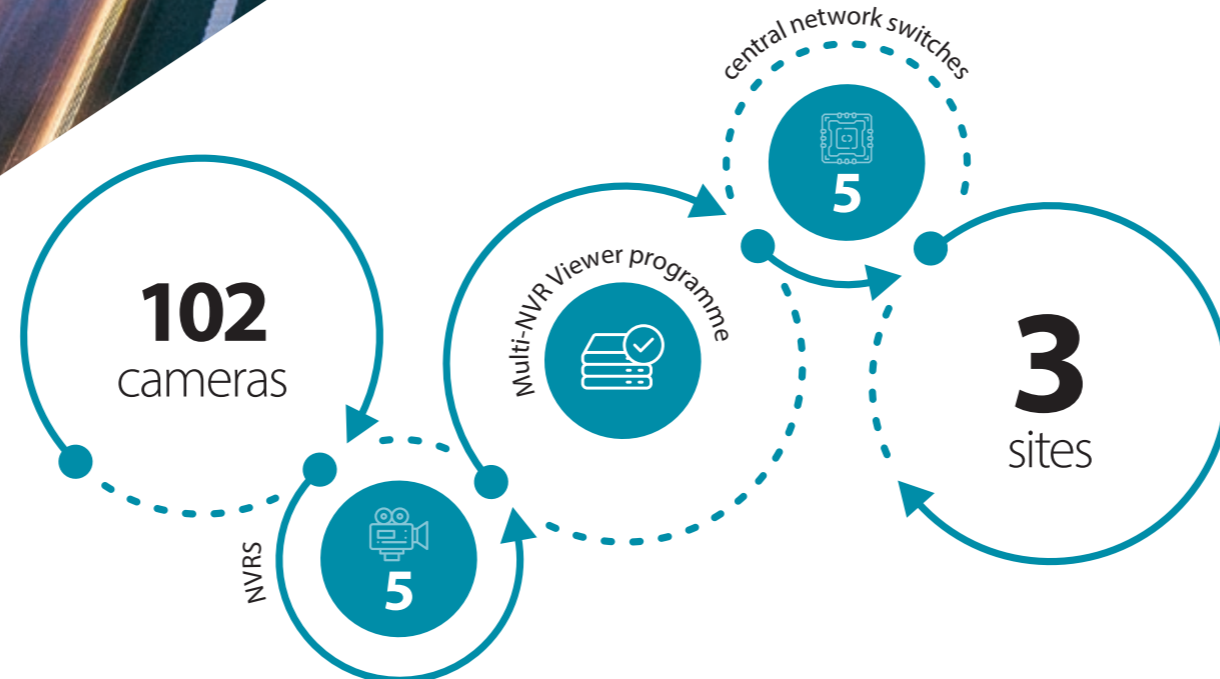 102
cameras
NVRS
5
Multi-NVR Viewer programme
central network switches
5
3
sites